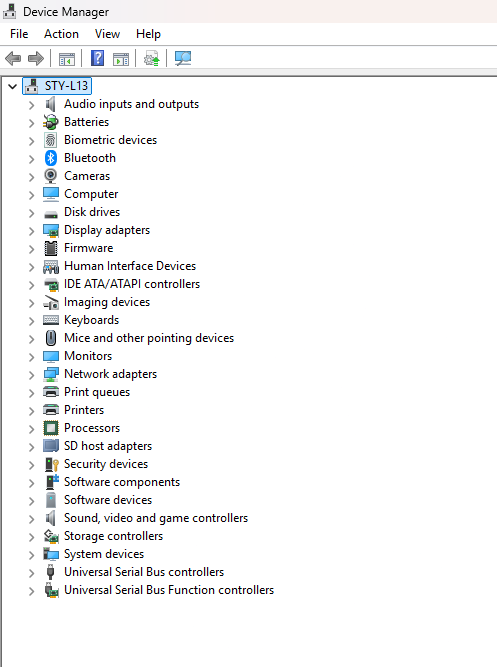 Device Manager
File Action View Help
STY-L13
Audio inputs and outputs
Batteries
Biometric devices
Bluetooth
Cameras
Computer
Disk drives
Display adapters
Firmware
Human Interface Devices
IDE ATA/ATAPI controllers
Imaging devices
Keyboards
Mice and other pointing devices
Monitors
Network adapters
Print queues
Printers
Processors
SD host adapters
Security devices
Software components
Software devices
Sound, video and game controllers
Storage controllers
System devices
Universal Serial Bus controllers
Universal Serial Bus Function controllers